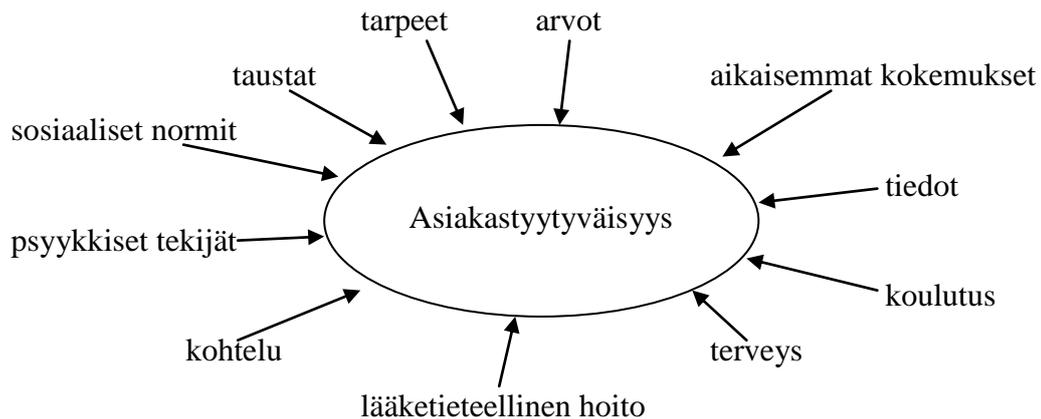 tarpeet
arvot
taustat
aikaisemmat kokemukset
sosiaaliset normit
tiedot
Asiakastyytyväisyys
psyykkiset tekijät
koulutus
kohtelu
terveys
lääketieteellinen hoito